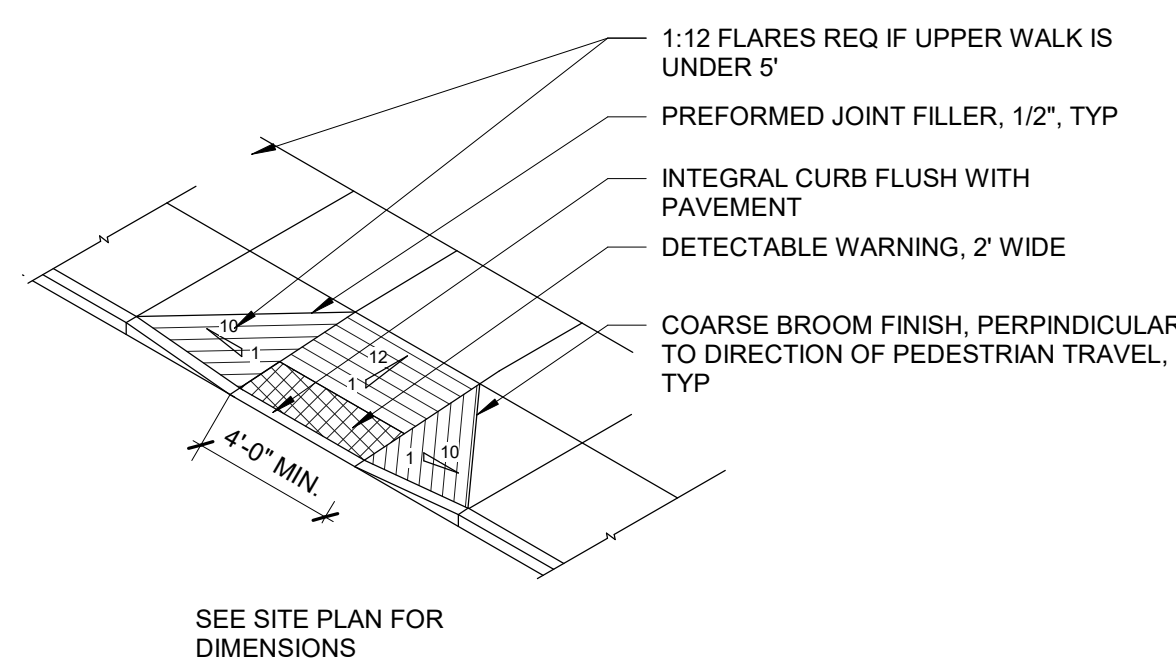 1:12 FLARES REQ IF UPPER WALK IS
UNDER 5'
PREFORMED JOINT FILLER, 1/2", TYP
INTEGRAL CURB FLUSH WITH
PAVEMENT
DETECTABLE WARNING, 2' WIDE
COARSE BROOM FINISH, PERPINDICULAR
TO DIRECTION OF PEDESTRIAN TRAVEL,
TYP
10
1
12
1
10
1
4'-0" MIN.
SEE SITE PLAN FOR
DIMENSIONS